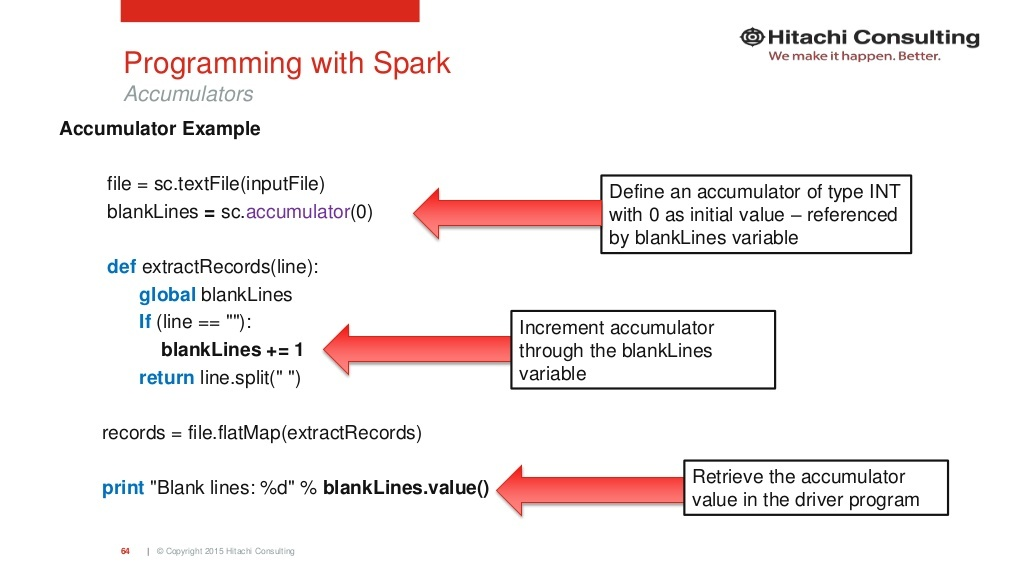 Hitachi Consulting
We make it happen. Better.
Programming with Spark
Accumulators
Accumulator Example
file = sc.textFile(inputFile)
blankLines = sc.accumulator(0)
Define an accumulator of type INT
with 0 as initial value – referenced
by blankLines variable
def extractRecords(line):
global blankLines
If (line == ""):
blankLines += 1
return line.split(" ")
Increment accumulator
through the blankLines
variable
records = file.flatMap(extractRecords)
print "Blank lines: %d" % blankLines.value()
Retrieve the accumulator
value in the driver program
64 | © Copyright 2015 Hitachi Consulting